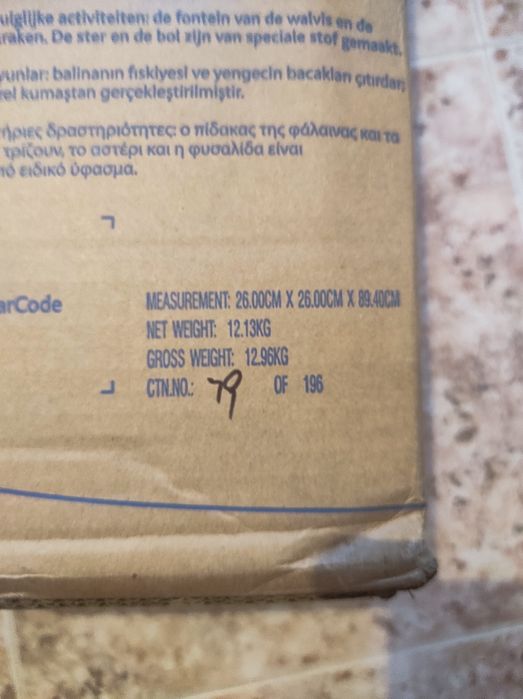 uiglijke activiteiten: de fontein van de walvis en de
raken. De ster en de bol zijn van speciale stof gemaakt.
yunlar: balinanın fıskiyesi ve yengecin bacakları çıtırdar;
zel kumaştan gerçekleştirilmiştir.
τήριες δραστηριότητες: ο πίδακας της φάλαινας και τα
τρίζουν, το αστέρι και η φυσαλίδα είναι
πό ειδικό ύφασμα.
arCode
MEASUREMENT: 26.00CM X 26.00CM X 89.40CM
NET WEIGHT: 12.13KG
GROSS WEIGHT: 12.96KG
CTN.NO.: 79 OF 196